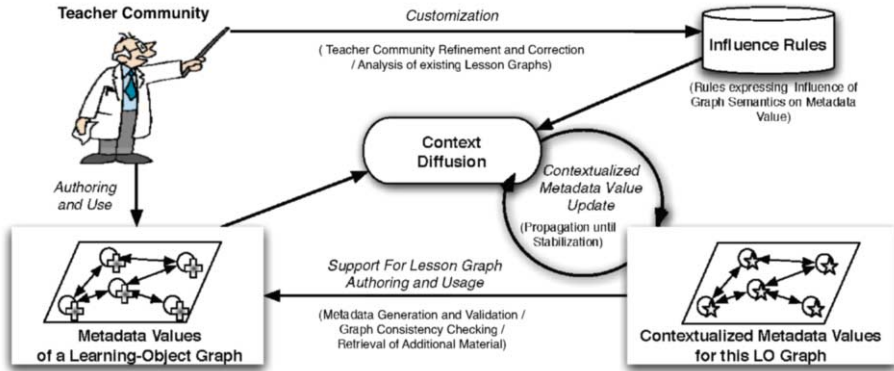 Teacher Community
Customization
( Teacher Community Refinement and Correction
/ Analysis of existing Lesson Graphs)
Influence Rules
(Rules expressing Influence of
Graph Semantics on Metadata
Value)
Context
Diffusion
Contextualized
Metadata Value
Update
(Propagation until
Stabilization)
Authoring
and Use
Support For Lesson Graph
Authoring and Usage
(Metadata Generation and Validation /
Graph Consistency Checking /
Retrieval of Additional Material)
Metadata Values
of a Learning-Object Graph
Contextualized Metadata Values
for this LO Graph